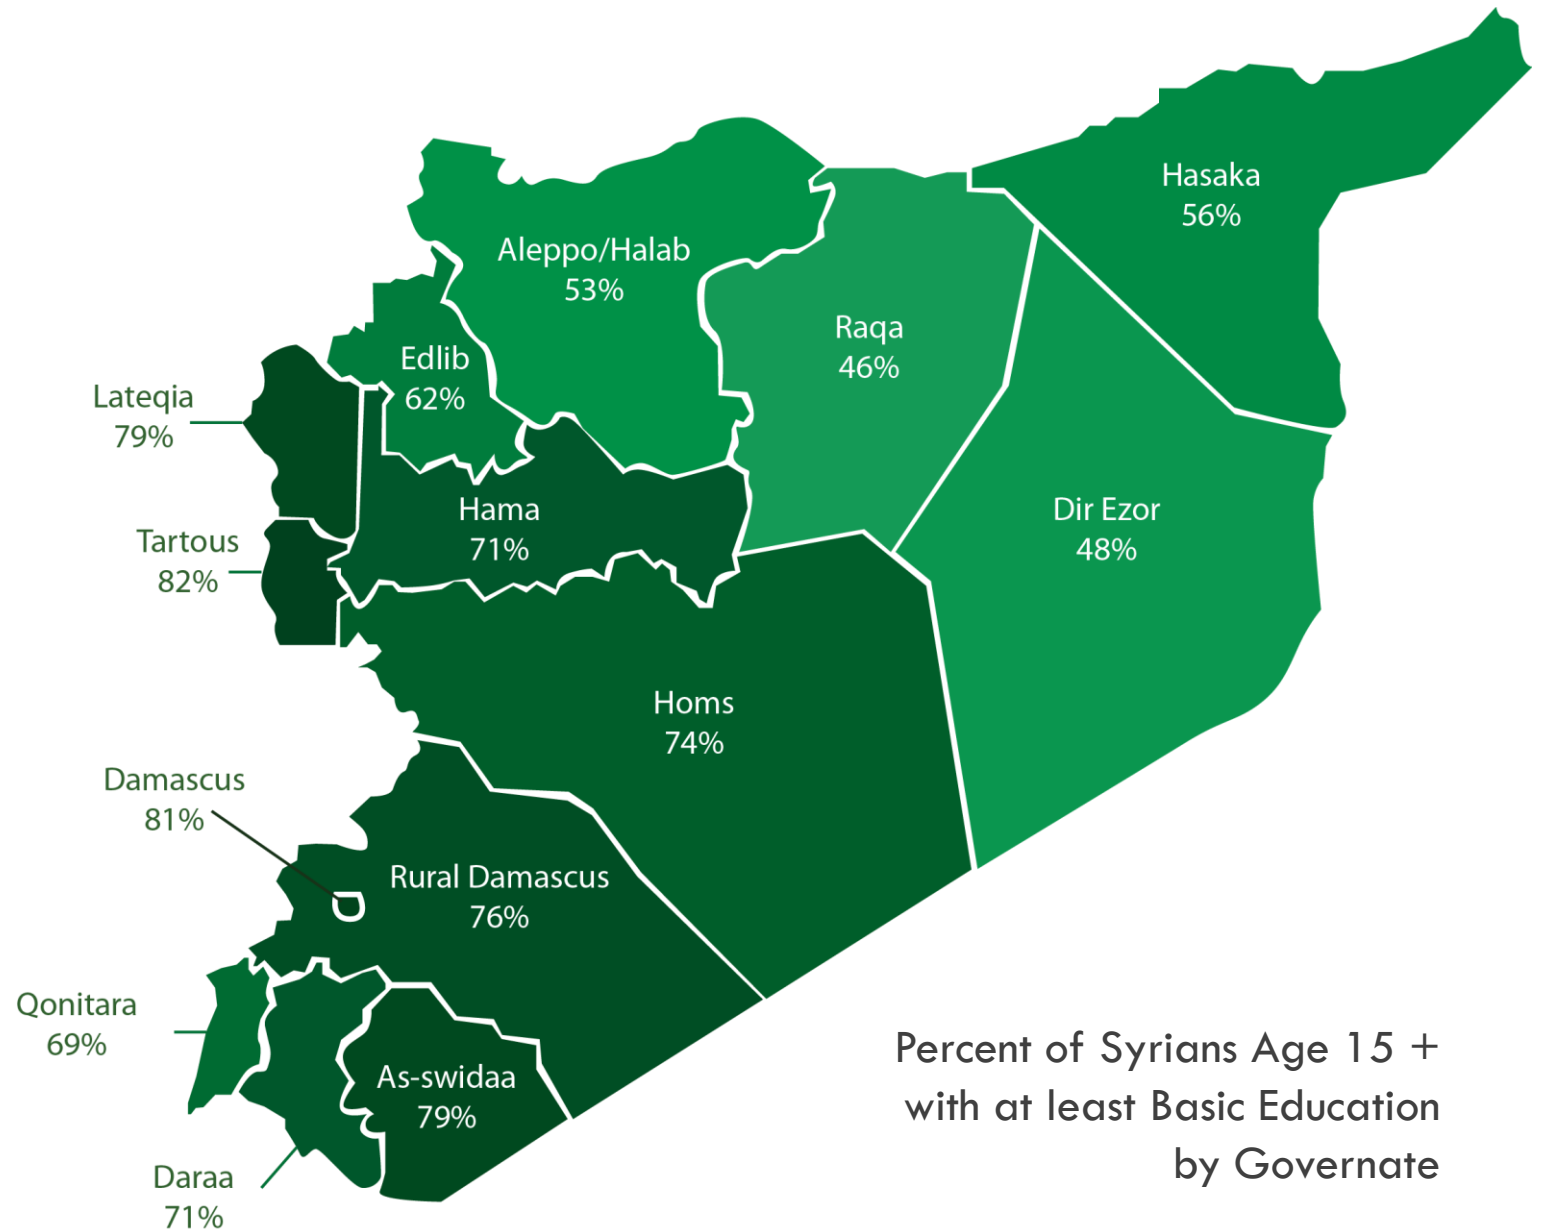 Hasaka
56%
Aleppo/Halab
53%
Raqa
46%
Edlib
62%
Lateqia
79%
Hama
71%
Dir Ezor
48%
Tartous
82%
Homs
74%
Damascus
81%
Rural Damascus
76%
Qonitara
69%
As-swidaa
79%
Daraa
71%
Percent of Syrians Age 15 +
with at least Basic Education
by Governate